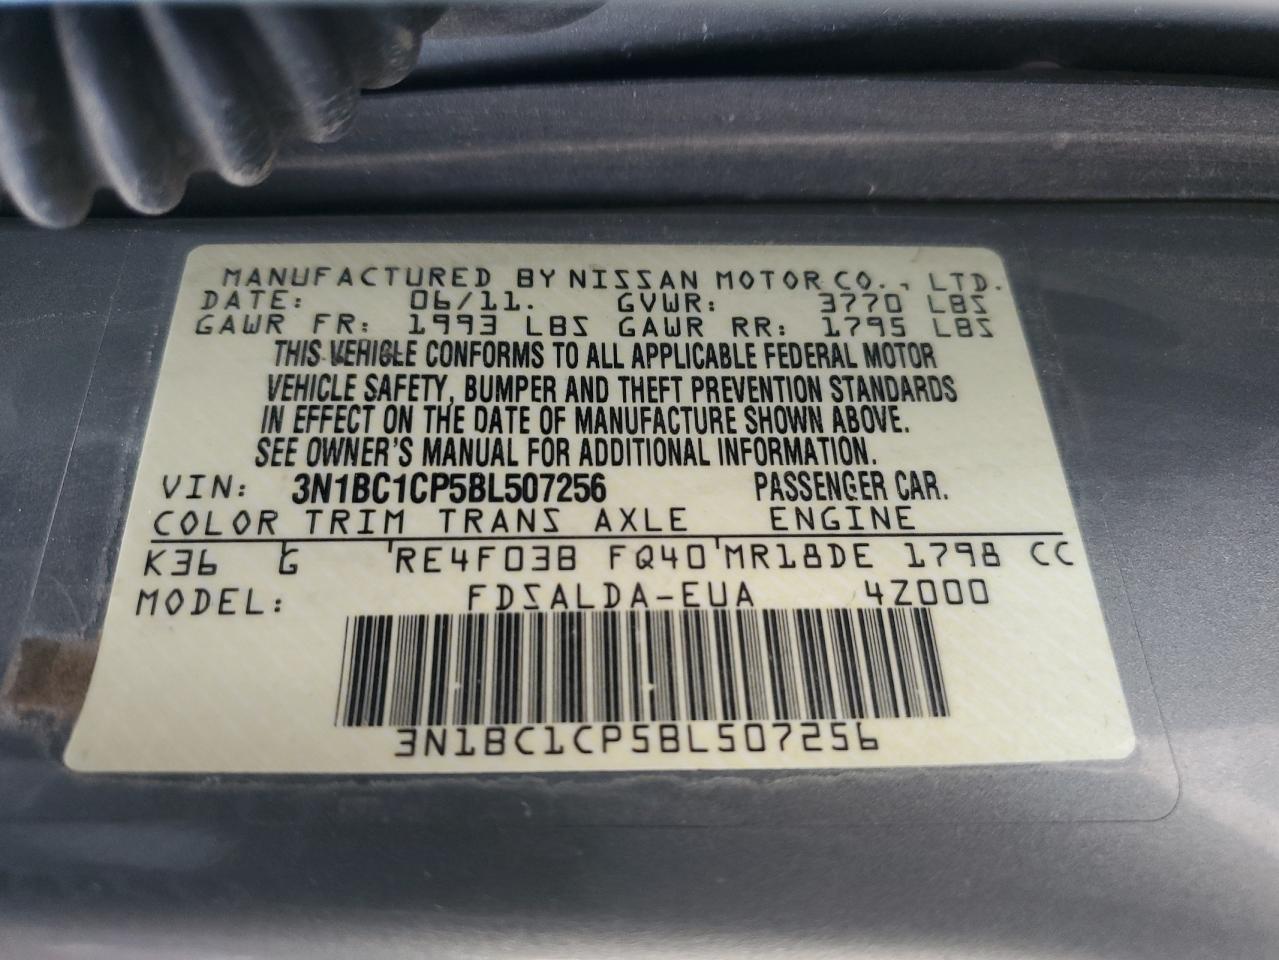 MANUFACTURED BY NISSAN MOTOR CO., LTD.
DATE: 06/11. GVWR: 3770 LBS
GAWR FR: 1993 LBS GAWR RR: 1795 LBS
THIS VEHICLE CONFORMS TO ALL APPLICABLE FEDERAL MOTOR
VEHICLE SAFETY, BUMPER AND THEFT PREVENTION STANDARDS
IN EFFECT ON THE DATE OF MANUFACTURE SHOWN ABOVE.
SEE OWNER'S MANUAL FOR ADDITIONAL INFORMATION.
VIN: 3N1BC1CP5BL507256 PASSENGER CAR.
COLOR TRIM TRANS AXLE ENGINE
K36 G RE4F03B FQ40 MR18DE 1798 CC
MODEL: FDSALDA-EUA 4Z000
3N1BC1CP5BL507256